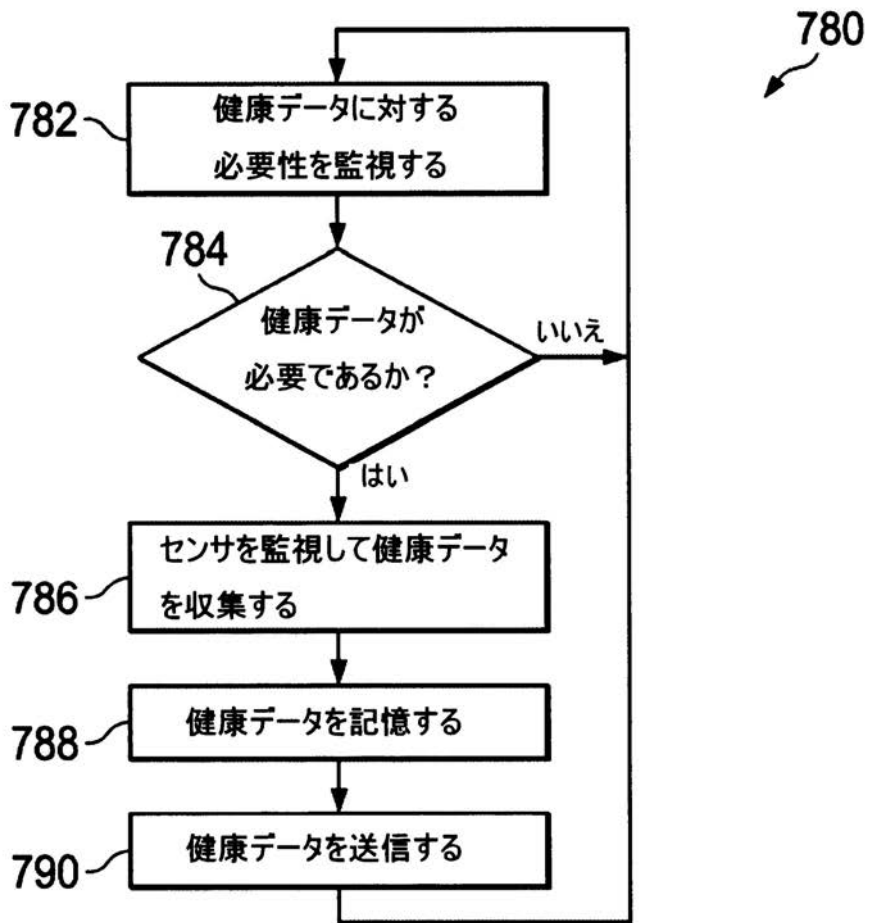 780
782
健康データに対する
必要性を監視する
784
健康データが
必要であるか？
いいえ
はい
786
センサを監視して健康データ
を収集する
788
健康データを記憶する
790
健康データを送信する